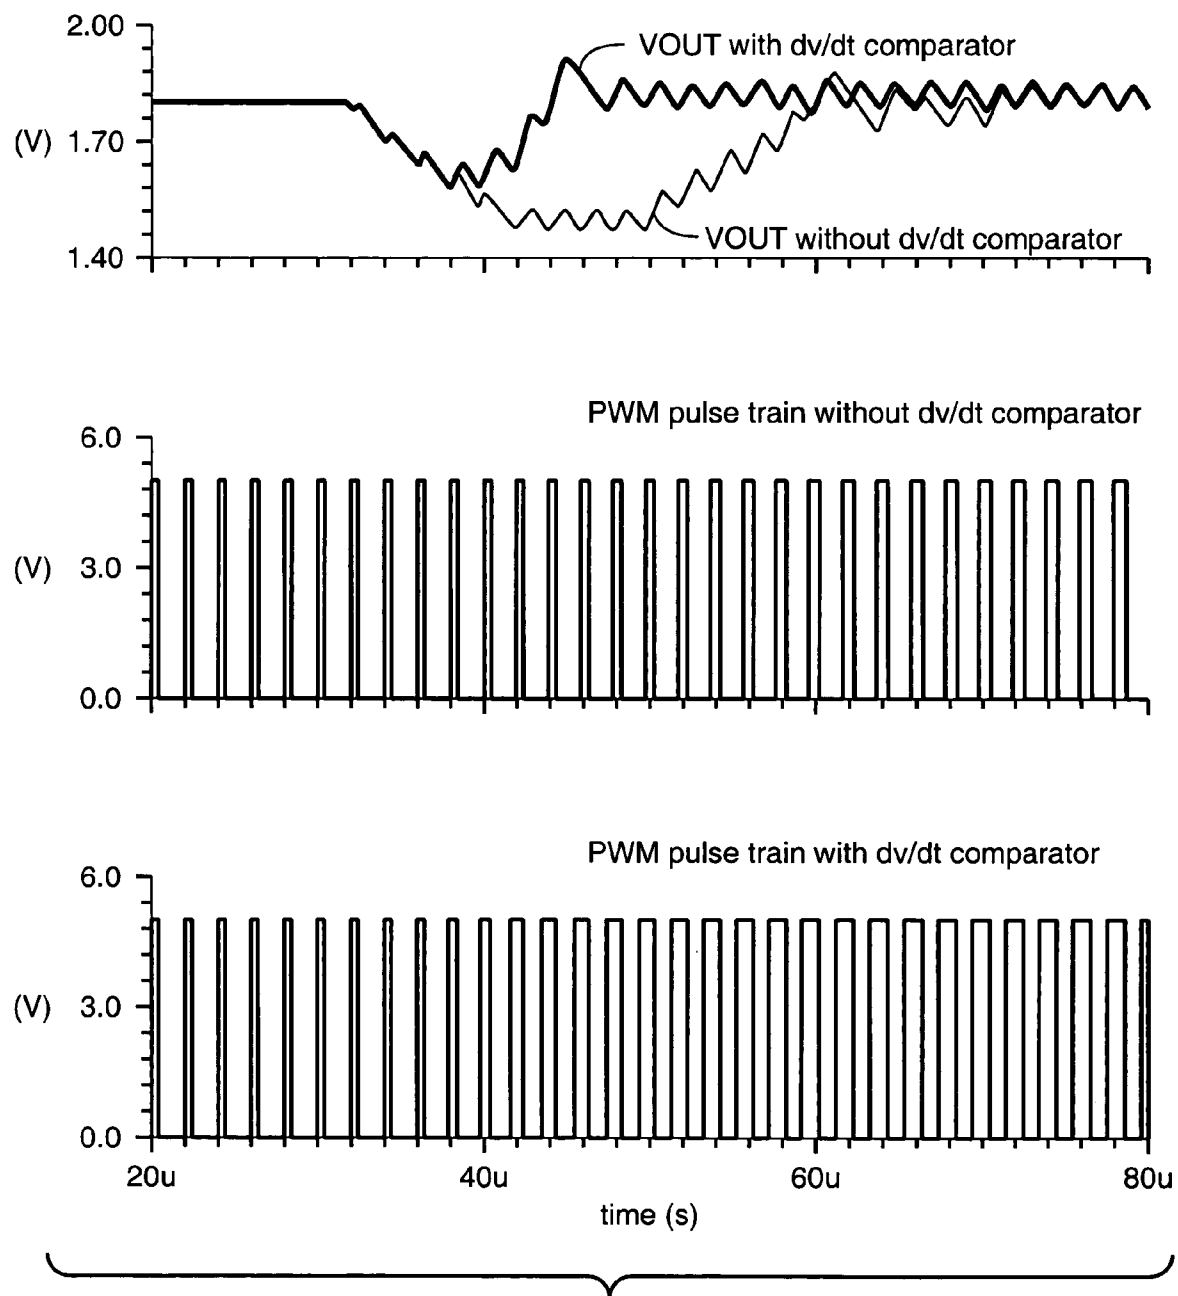 2.00
VOUT with dv/dt comparator
(V) 1.70
VOUT without dv/dt comparator
1.40
PWM pulse train without dv/dt comparator
6.0
(V) 3.0
0.0
PWM pulse train with dv/dt comparator
6.0
(V) 3.0
0.0
20u 40u 60u 80u
time (s)